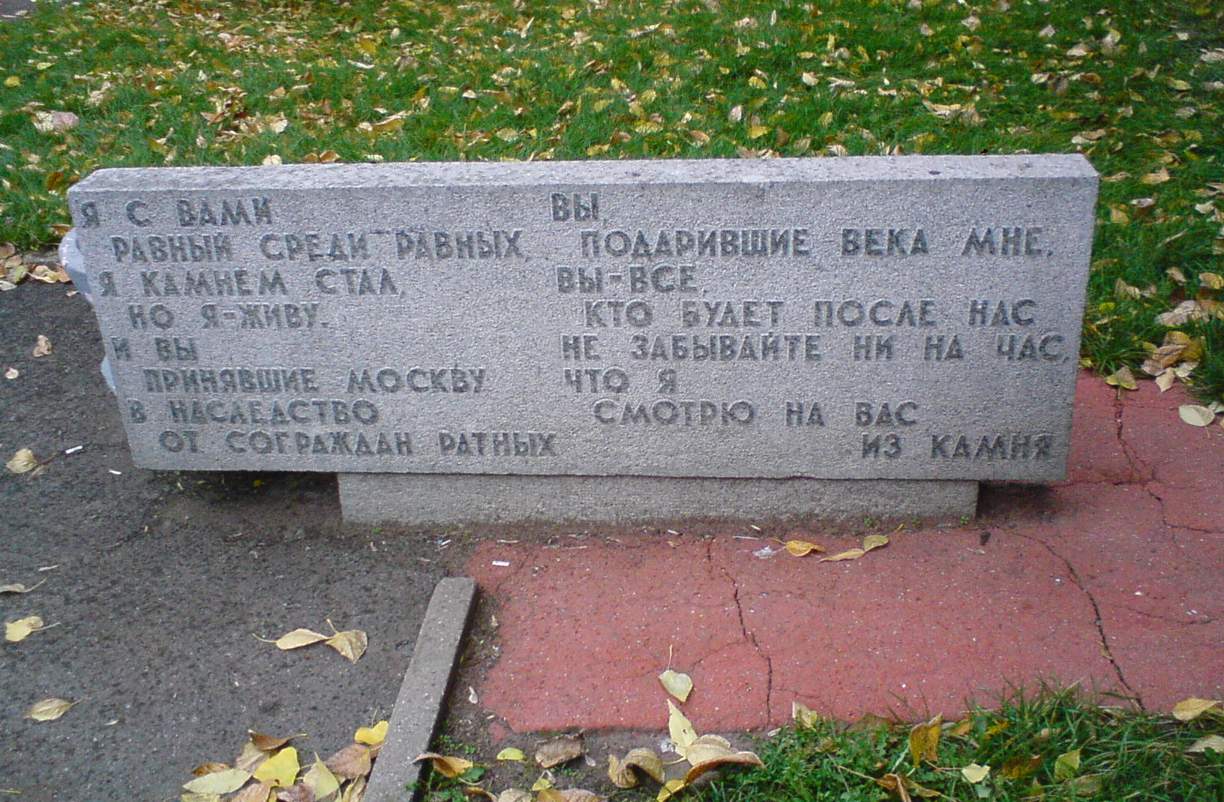 Я С ВАМИ
РАВНЫЙ СРЕДИ РАВНЫХ,
Я КАМНЕМ СТАЛ,
НО Я-ЖИВУ.
И ВЫ
ПРИНЯВШИЕ МОСКВУ
В НАСЛЕДСТВО
ОТ СОГРАЖДАН РАТНЫХ
ВЫ,
ПОДАРИВШИЕ ВЕКА МНЕ,
ВЫ-ВСЕ,
КТО БУДЕТ ПОСЛЕ НАС
НЕ ЗАБЫВАЙТЕ НИ НА ЧАС,
ЧТО Я
СМОТРЮ НА ВАС
ИЗ КАМНЯ